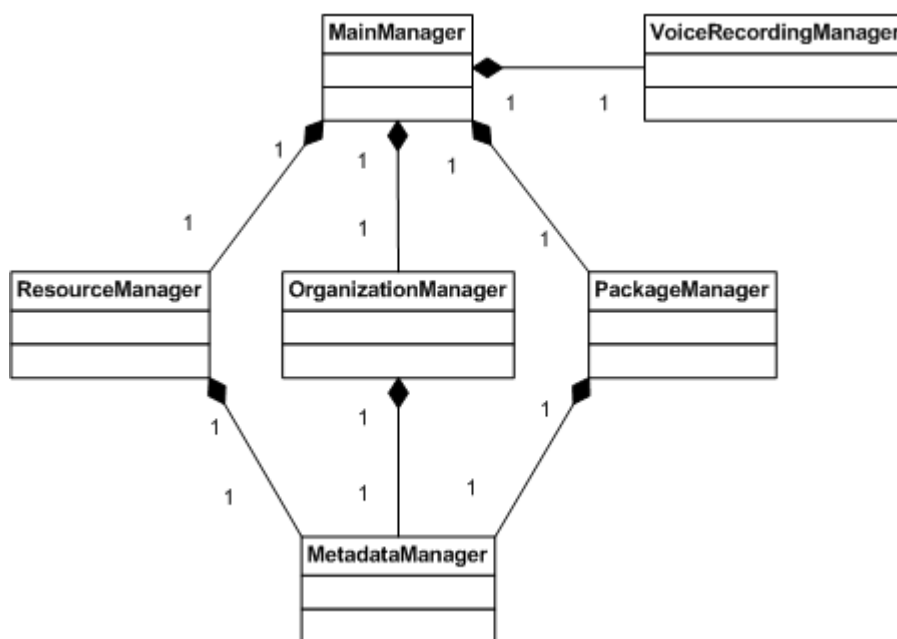 MainManager
VoiceRecordingManager
1
1
1
1
1
1
1
1
ResourceManager
OrganizationManager
PackageManager
1
1
1
1
1
1
MetadataManager